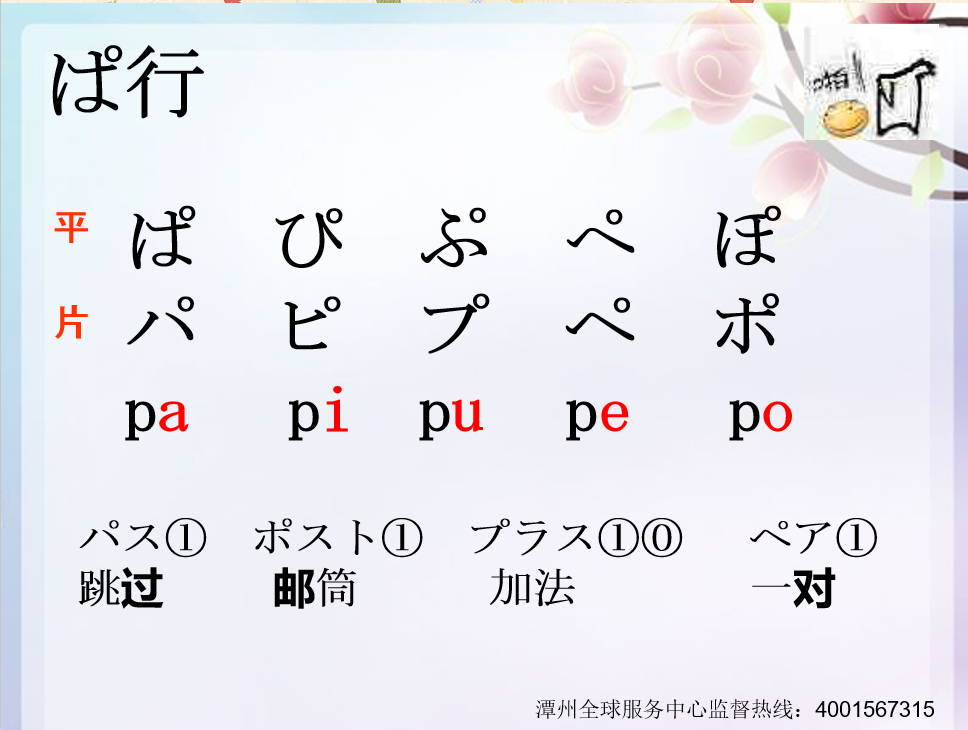 ぱ行
平 ぱ ぴ ぷ ぺ ぽ
片 パ ピ プ ペ ポ
pa pi pu pe po
パス① ポスト① プラス①⓪ ペア①
跳过 邮筒 加法 一对
潭州全球服务中心监督热线：4001567315